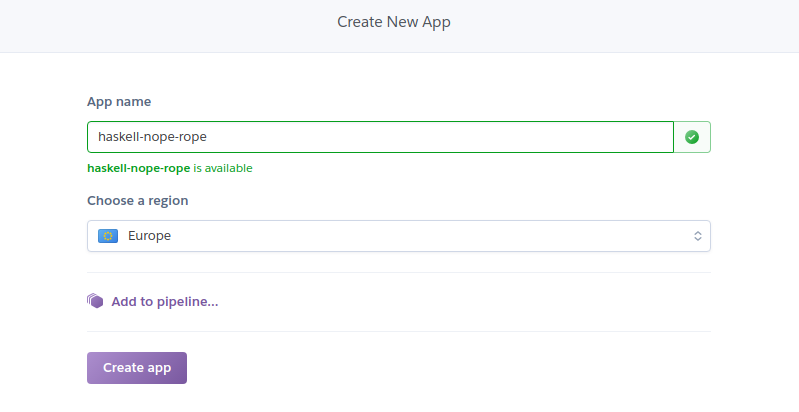 Create New App
App name
haskell-nope-rope
haskell-nope-rope is available
Choose a region
Europe
Add to pipeline...
Create app